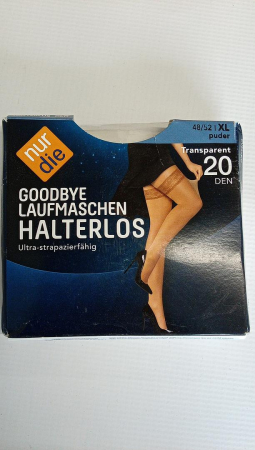 48/52 | XL
puder
Transparent
20
DEN
nur
die
GOODBYE
LAUFMASCHEN
HALTERLOS
Ultra-strapazierfähig